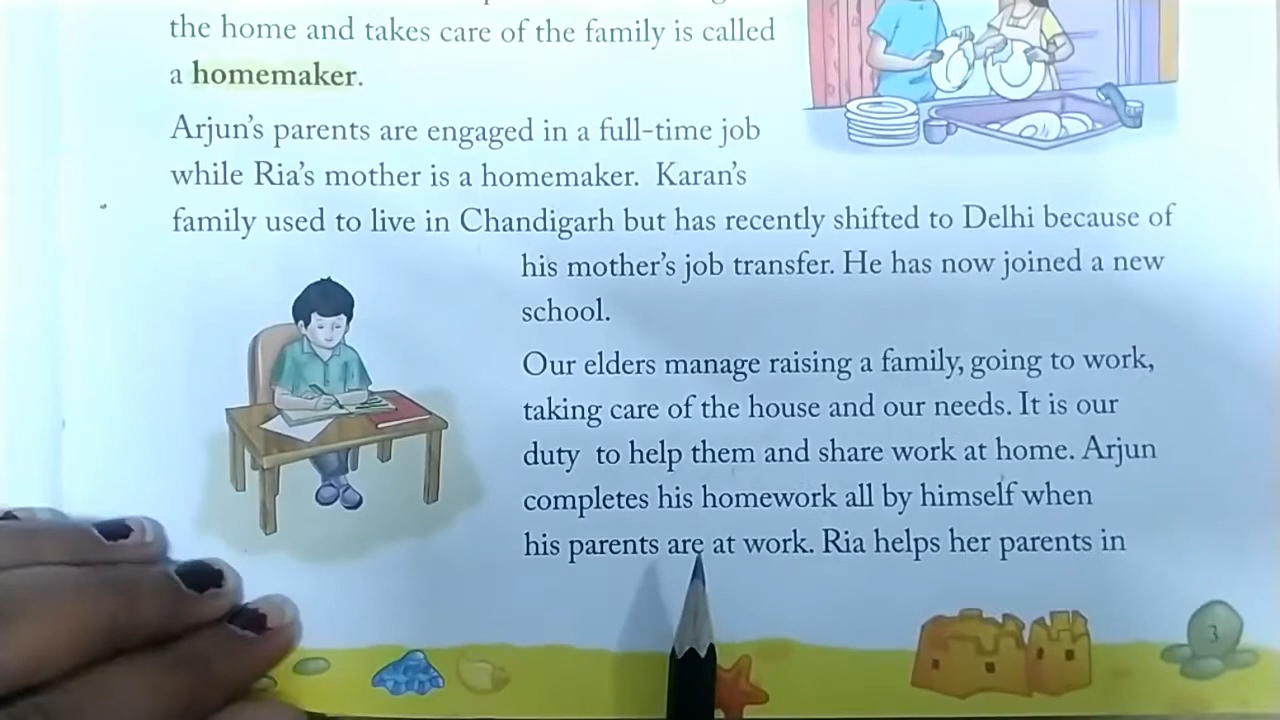 the home and takes care of the family is called
a homemaker.
Arjun's parents are engaged in a full-time job
while Ria's mother is a homemaker. Karan's
family used to live in Chandigarh but has recently shifted to Delhi because of
his mother's job transfer. He has now joined a new
school.
Our elders manage raising a family, going to work,
taking care of the house and our needs. It is our
duty to help them and share work at home. Arjun
completes his homework all by himself when
his parents are at work. Ria helps her parents in
3